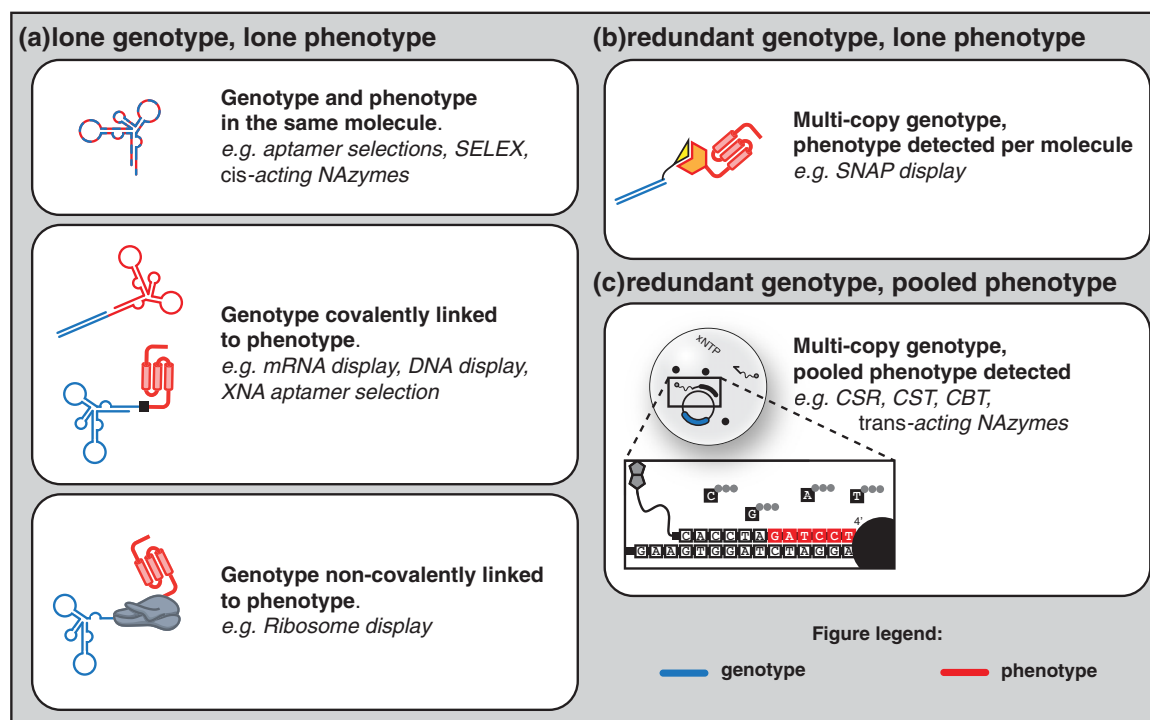 (a)lone genotype, lone phenotype
Genotype and phenotype
in the same molecule.
e.g. aptamer selections, SELEX,
cis-acting NAzymes
Genotype covalently linked
to phenotype.
e.g. mRNA display, DNA display,
XNA aptamer selection
Genotype non-covalently linked
to phenotype.
e.g. Ribosome display
(b)redundant genotype, lone phenotype
Multi-copy genotype,
phenotype detected per molecule
e.g. SNAP display
(c)redundant genotype, pooled phenotype
xNTP
Multi-copy genotype,
pooled phenotype detected
e.g. CSR, CST, CBT,
trans-acting NAzymes
C
G
A
T
4'
CACCTAGATCCT
GAAGTGGATCTAGGA
Figure legend:
genotype
phenotype